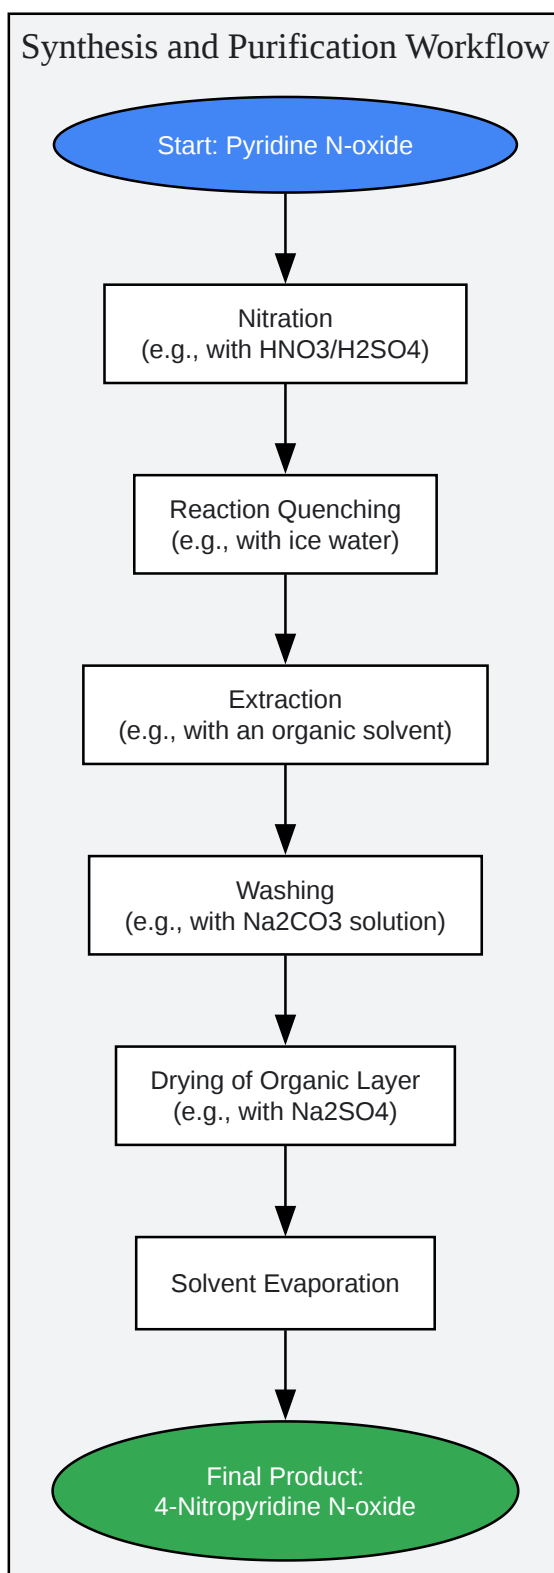 Synthesis and Purification Workflow
Start: Pyridine N-oxide
Nitration
(e.g., with HNO3/H2SO4)
Reaction Quenching
(e.g., with ice water)
Extraction
(e.g., with an organic solvent)
Washing
(e.g., with Na2CO3 solution)
Drying of Organic Layer
(e.g., with Na2SO4)
Solvent Evaporation
Final Product:
4-Nitropyridine N-oxide